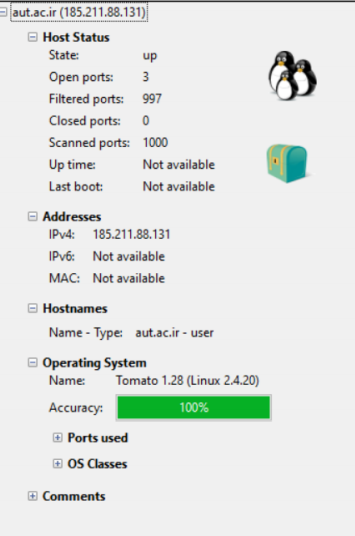 aut.ac.ir (185.211.88.131)
Host Status
State: up
Open ports: 3
Filtered ports: 997
Closed ports: 0
Scanned ports: 1000
Up time: Not available
Last boot: Not available
Addresses
IPv4: 185.211.88.131
IPv6: Not available
MAC: Not available
Hostnames
Name - Type: aut.ac.ir - user
Operating System
Name: Tomato 1.28 (Linux 2.4.20)
Accuracy: 100%
Ports used
OS Classes
Comments